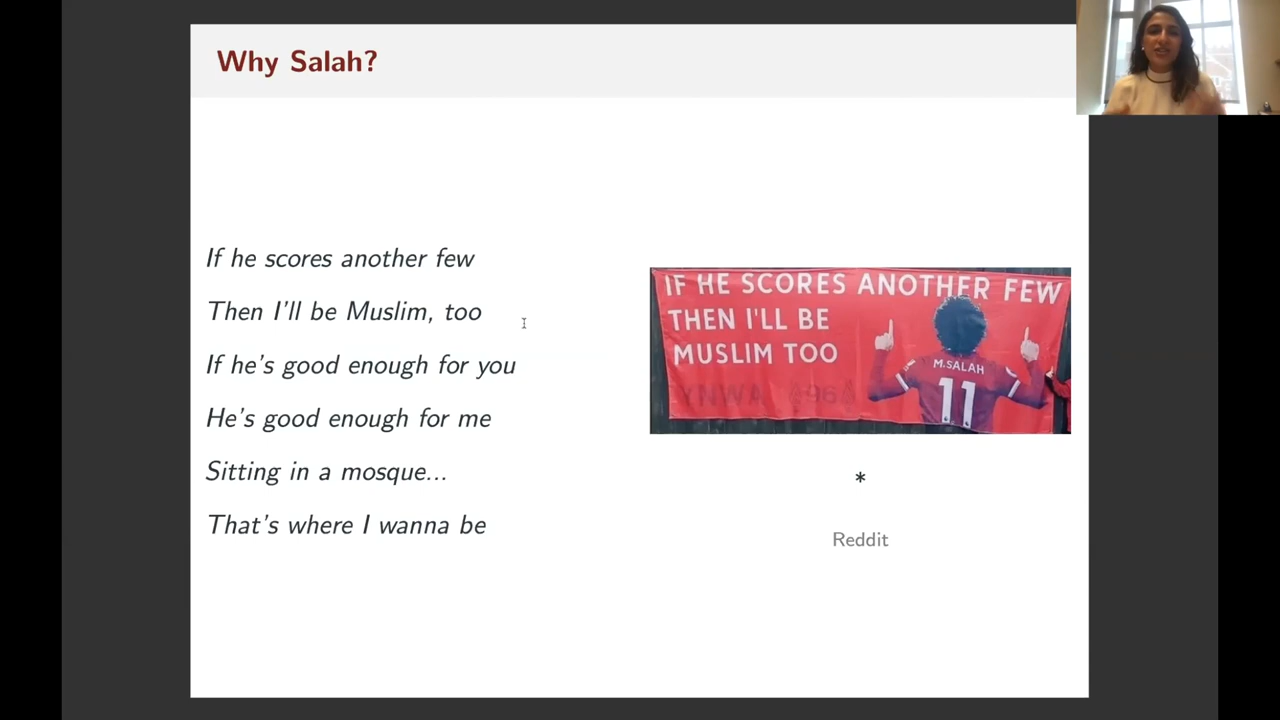 Why Salah?
If he scores another few
Then I'll be Muslim, too
If he's good enough for you
He's good enough for me
Sitting in a mosque...
That's where I wanna be
IF HE SCORES ANOTHER FEW
THEN I'LL BE
MUSLIM TOO
YNWA 96
M.SALAH
11
*
Reddit